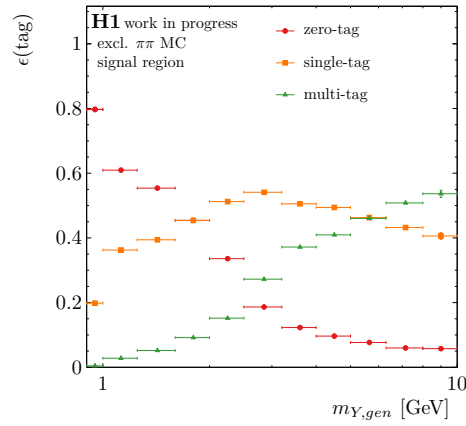 H1 work in progress
excl. ππ MC
signal region
zero-tag
single-tag
multi-tag
ϵ(tag)
1
0.8
0.6
0.4
0.2
0
1
10
m_{Y,gen} [GeV]